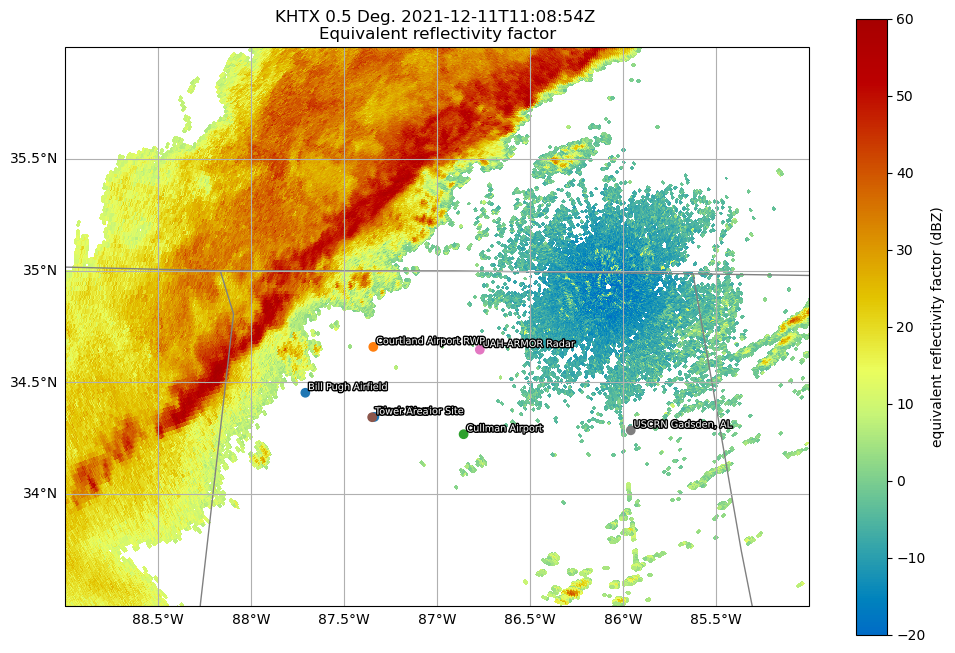 KHTX 0.5 Deg. 2021-12-11T11:08:54Z
Equivalent reflectivity factor
60
50
40
30
20
10
0
−10
−20
equivalent reflectivity factor (dBZ)
35.5°N
35°N
34.5°N
34°N
Courtland Airport RWP
UAH-ARMOR Radar
Bill Pugh Airfield
Tower Site
Cullman Airport
USCRN Gadsden, AL
88.5°W
88°W
87.5°W
87°W
86.5°W
86°W
85.5°W